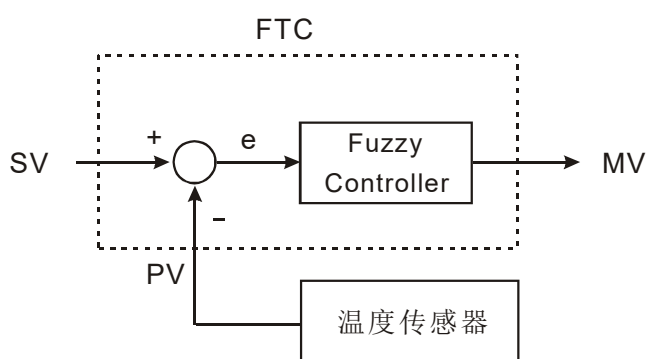 FTC
+
e
Fuzzy
Controller
SV
MV
−
PV
温度传感器